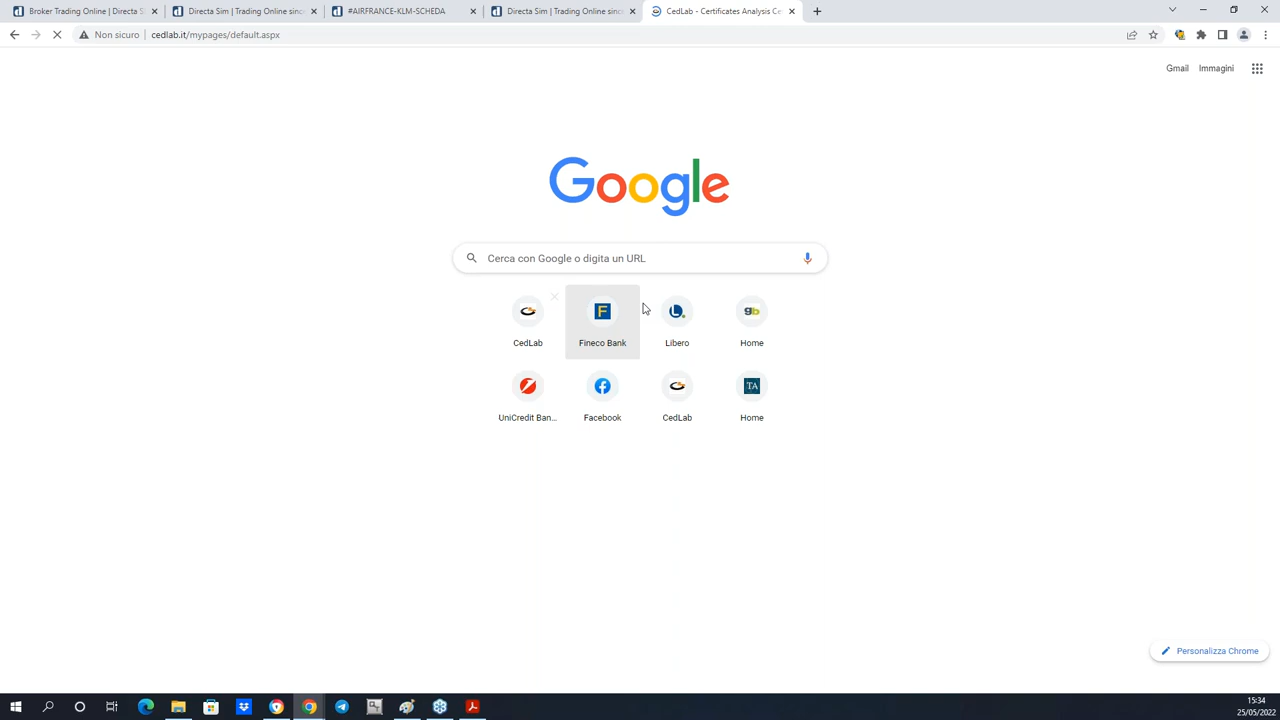 Broker Trading Online | Directa S
Directa Sim | Trading Online since
#AIRFRANCE-KLM-SCHEDA
Directa Sim | Trading Online since
CedLab - Certificates Analysis Ce
Non sicuro
cedlab.it/mypages/default.aspx
Gmail
Immagini
Google
Cerca con Google o digita un URL
CedLab
Fineco Bank
Libero
Home
UniCredit Ban...
Facebook
CedLab
Home
Personalizza Chrome
15:34
25/05/2022